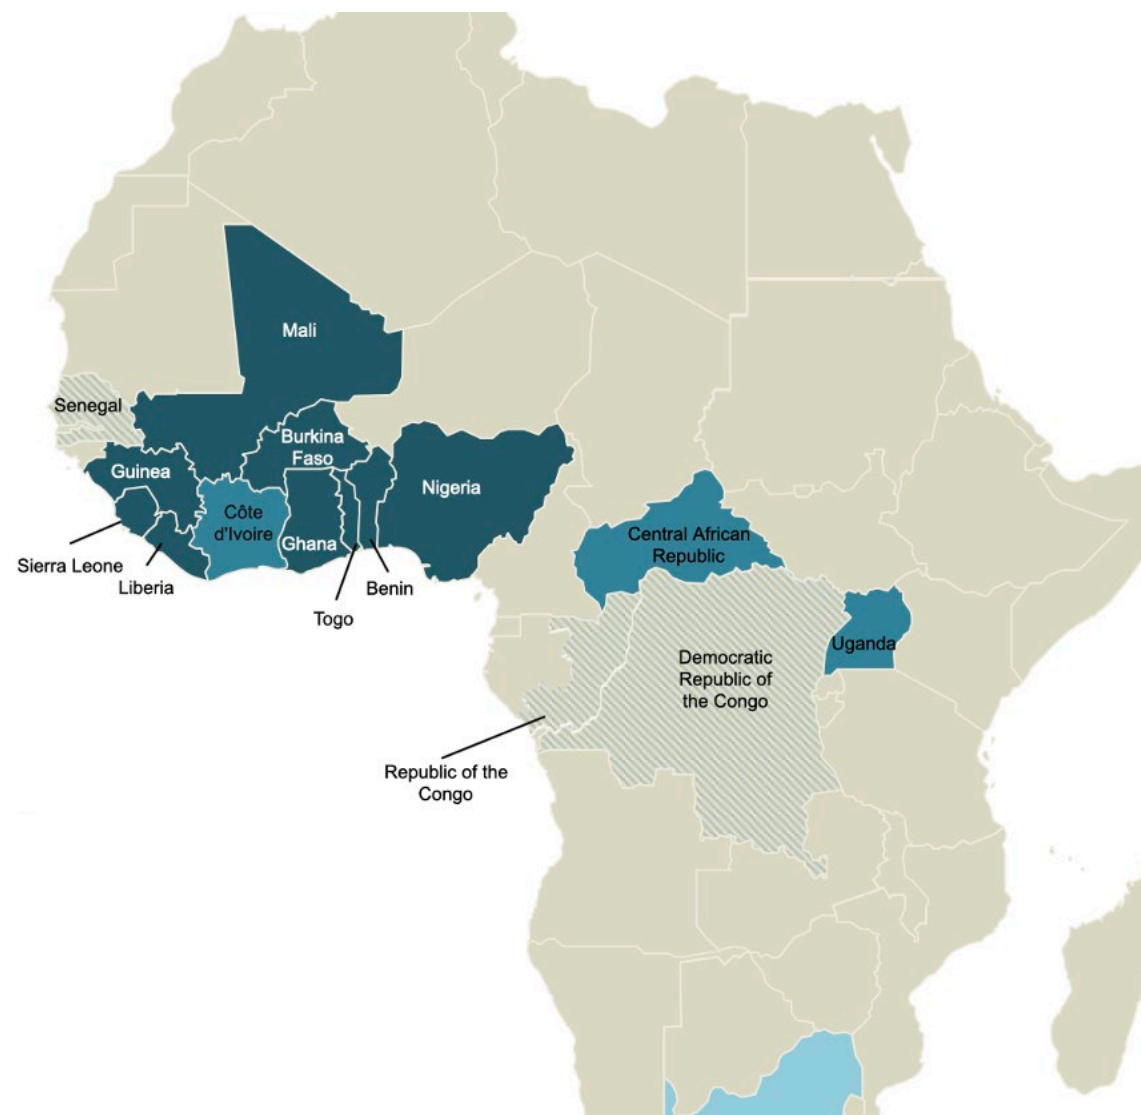 Mali
Senegal
Burkina
Faso
Guinea
Nigeria
Côte
d'Ivoire
Ghana
Central African
Republic
Sierra Leone
Liberia
Benin
Togo
Uganda
Democratic
Republic of
the Congo
Republic of the
Congo